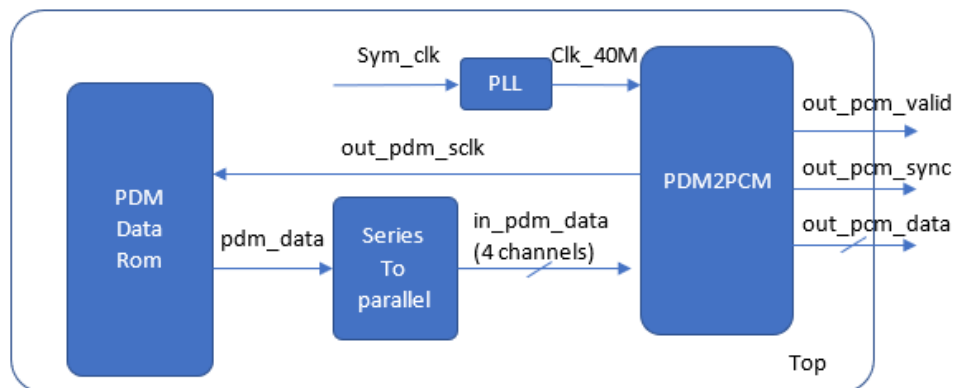 Sym_clk
Clk_40M
PLL
out_pcm_valid
out_pdm_sclk
out_pcm_sync
PDM2PCM
PDM
Data
Rom
pdm_data
Series
To
parallel
in_pdm_data
(4 channels)
out_pcm_data
Top